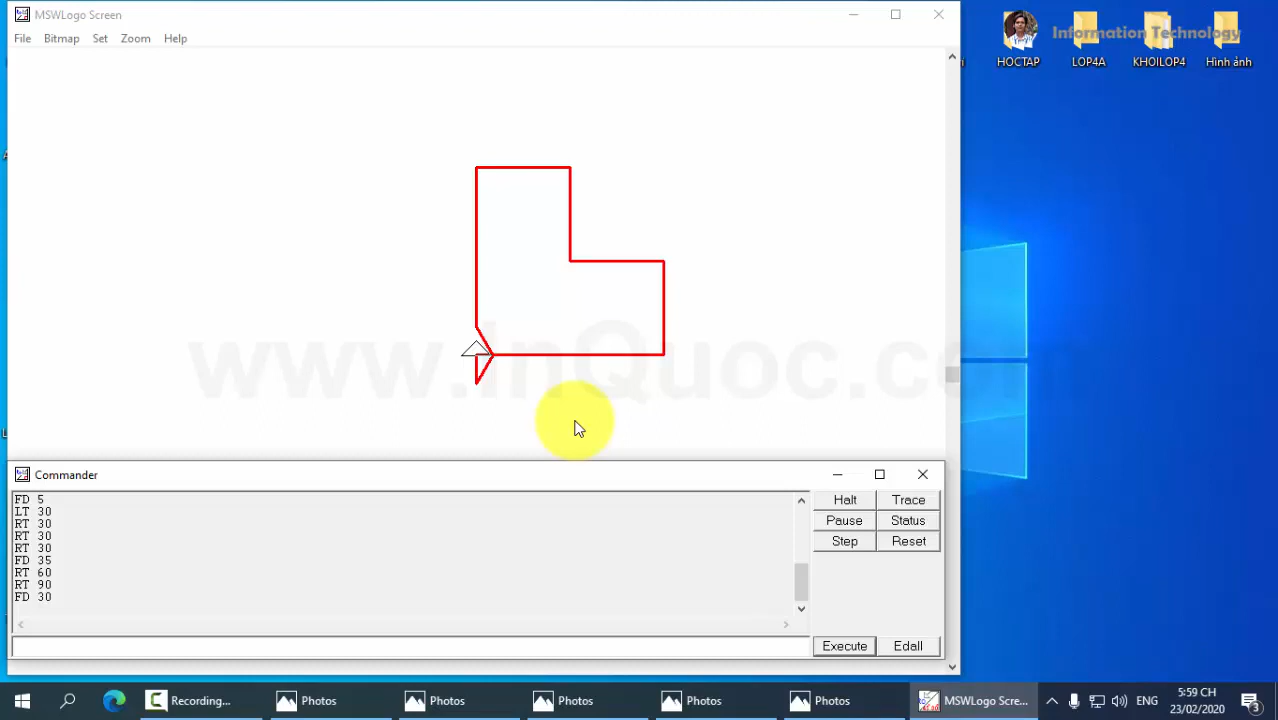 MSWLogo Screen
File Bitmap Set Zoom Help
Information Technology
HOCTAP LOP4A KHOILOP4 Hình ảnh
www.InQuoc.com
Commander
FD 5
LT 30
RT 30
RT 30
RT 30
FD 35
RT 60
RT 90
FD 30
Halt Trace
Pause Status
Step Reset
Execute Edall
Recording... Photos Photos Photos Photos Photos MSWLogo Scree... ENG 5:59 CH
23/02/2020
3